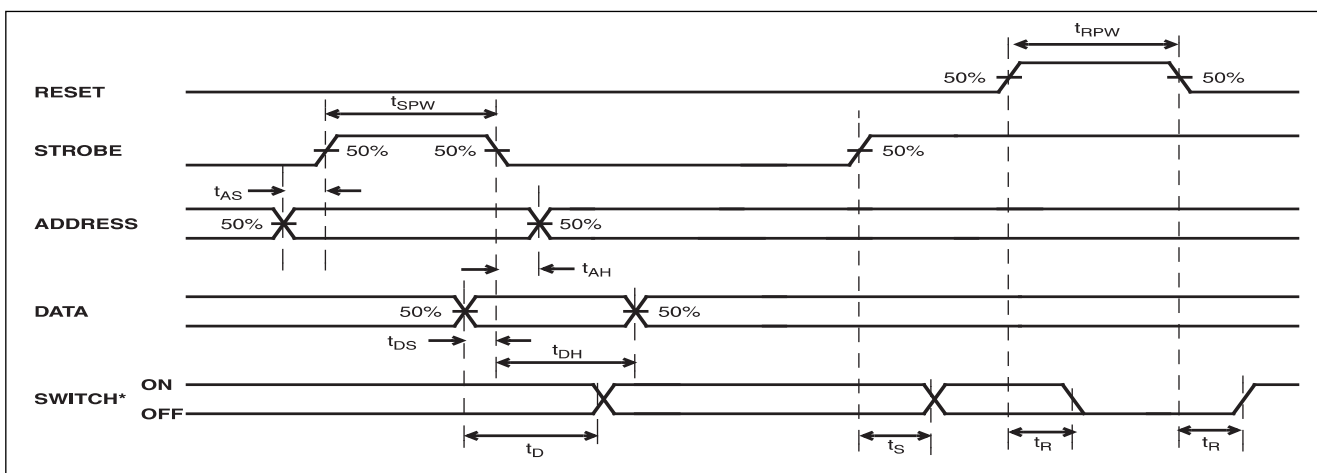 tRPW
50% 50%
RESET
tSPW
STROBE 50% 50% 50%
tAS
ADDRESS 50% 50%
tAH
DATA 50% 50%
tDS tDH
ON
SWITCH*
OFF
tD tS tR tR